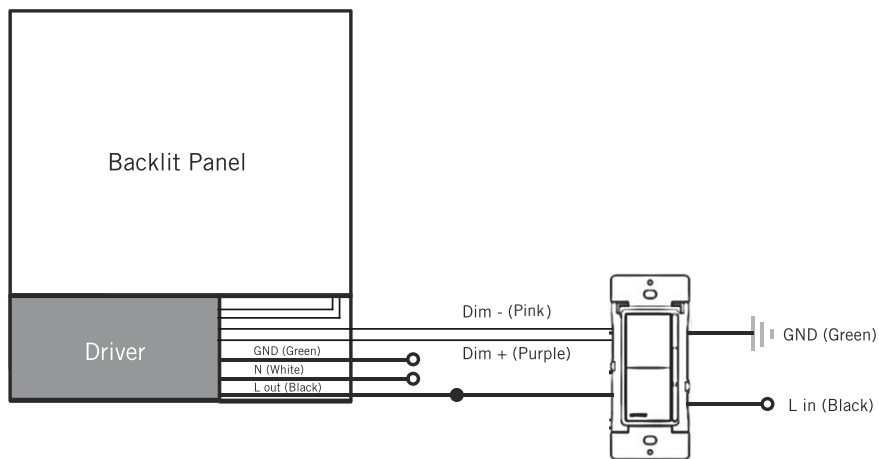 Backlit Panel
Driver
Dim - (Pink)
Dim + (Purple)
GND (Green)
N (White)
L out (Black)
GND (Green)
L in (Black)